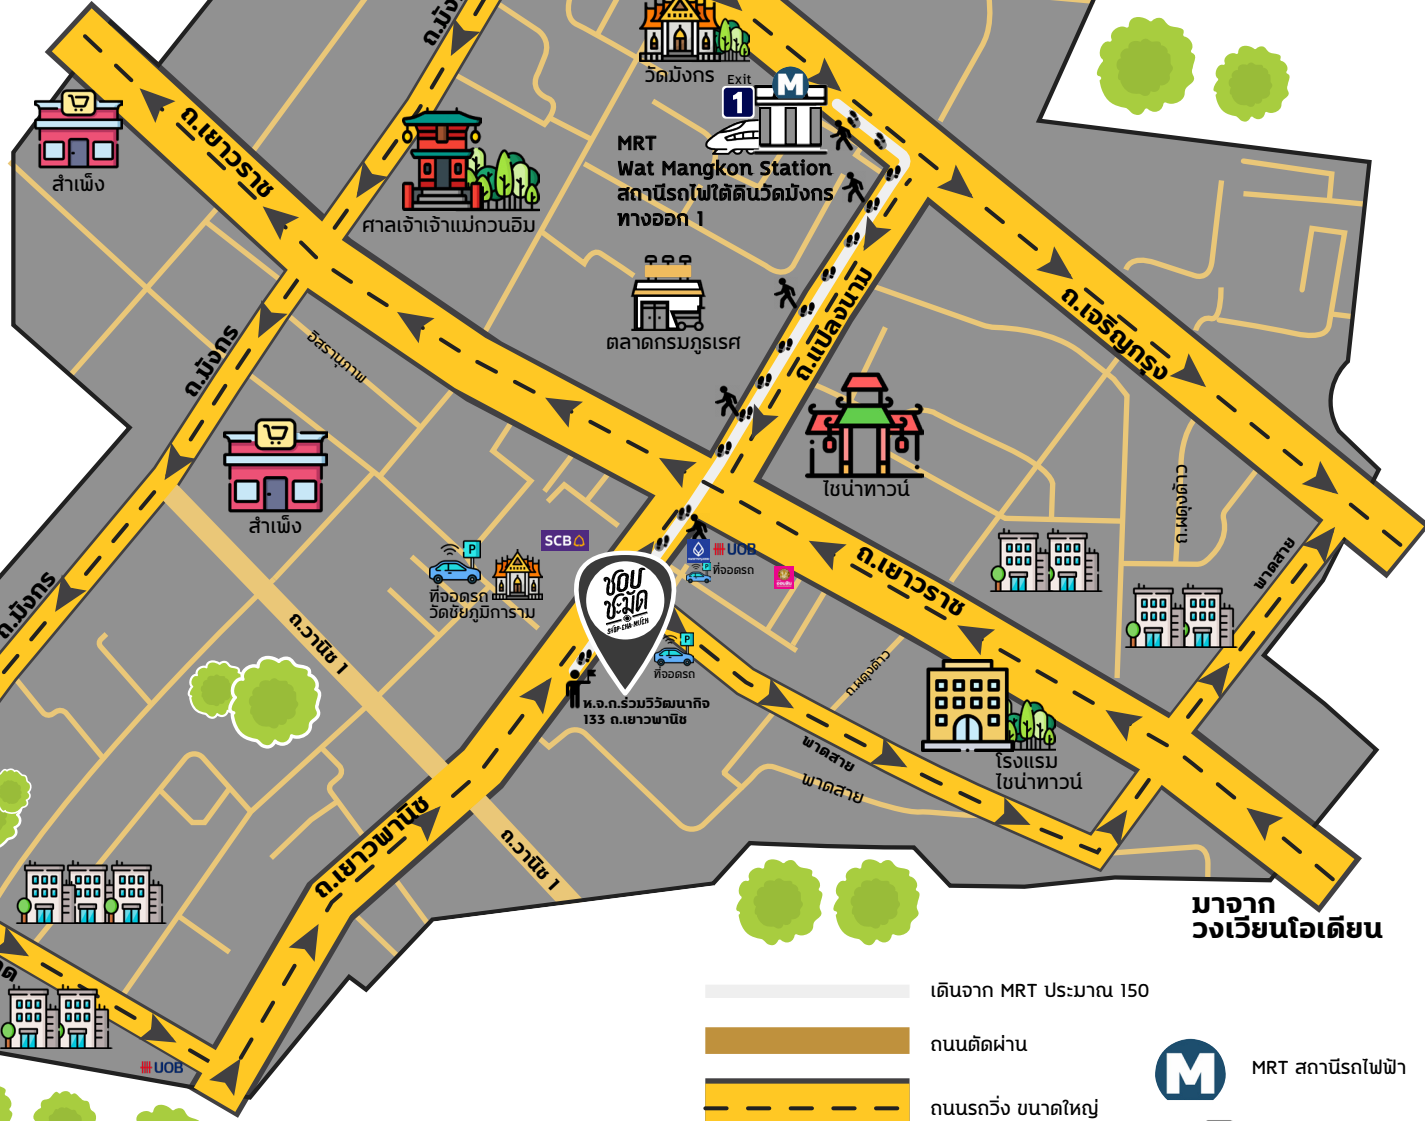 ถ.มัง
วัดมังกร
Exit
1
M
MRT
Wat Mangkon Station
สถานีรถไฟใต้ดินวัดมังกร
ทางออก 1
ถ.เยาวราช
สำเพ็ง
ศาลเจ้าเจ้าแม่กวนอิม
ตลาดกรมภูธเรศ
ถ.แปลงนาม
ถ.เจริญกรุง
ถ.มังกร
อิสรานุภาพ
ไชน่าทาวน์
ถ.ผดุงด้าว
สำเพ็ง
SCB
UOB
P
ที่จอดรถ
P
ที่จอดรถ
วัดชัยภูมิการาม
ชอบ
ชะมัด
SHOP-CHA-MUCH
ถ.เยาวราช
พาดสาย
ถ.มังกร
ถ.วานิช 1
P
ที่จอดรถ
ถ.ผดุงด้าว
ห.จ.ก.ร่วมวิวัฒนากิจ
133 ถ.เยาวพานิช
พาดสาย
พาดสาย
โรงแรม
ไชน่าทาวน์
ถ.เยาวพานิช
ถ.วานิช 1
มาจาก
วงเวียนโอเดียน
UOB
เดินจาก MRT ประมาณ 150
ถนนตัดผ่าน
M
MRT สถานีรถไฟฟ้า
ถนนรถวิ่ง ขนาดใหญ่